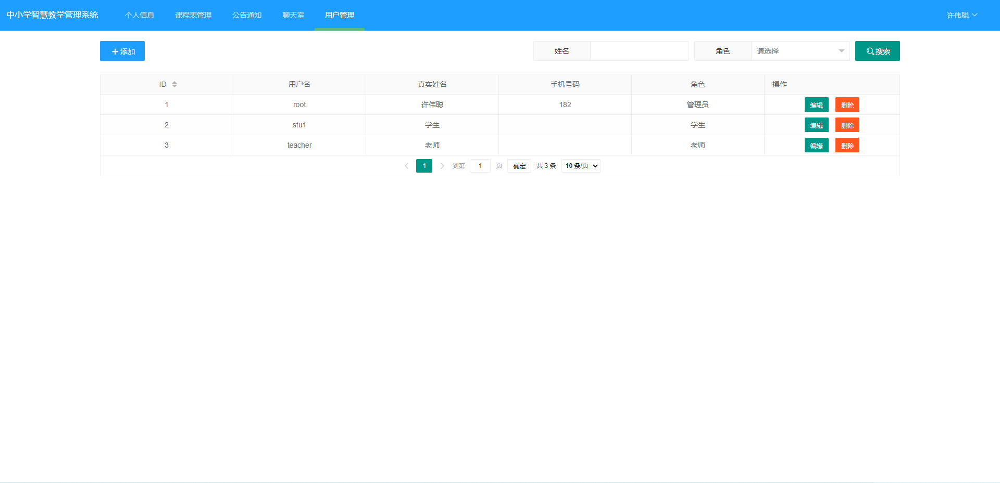 中小学智慧教学管理系统 个人信息 课程表管理 公告通知 聊天室 用户管理 许伟聪
添加 姓名 角色 请选择 搜索
ID 用户名 真实姓名 手机号码 角色 操作
1 root 许伟聪 182 管理员 编辑 删除
2 stu1 学生 学生 编辑 删除
3 teacher 老师 老师 编辑 删除
1 到第 1 页 确定 共 3 条 10 条/页